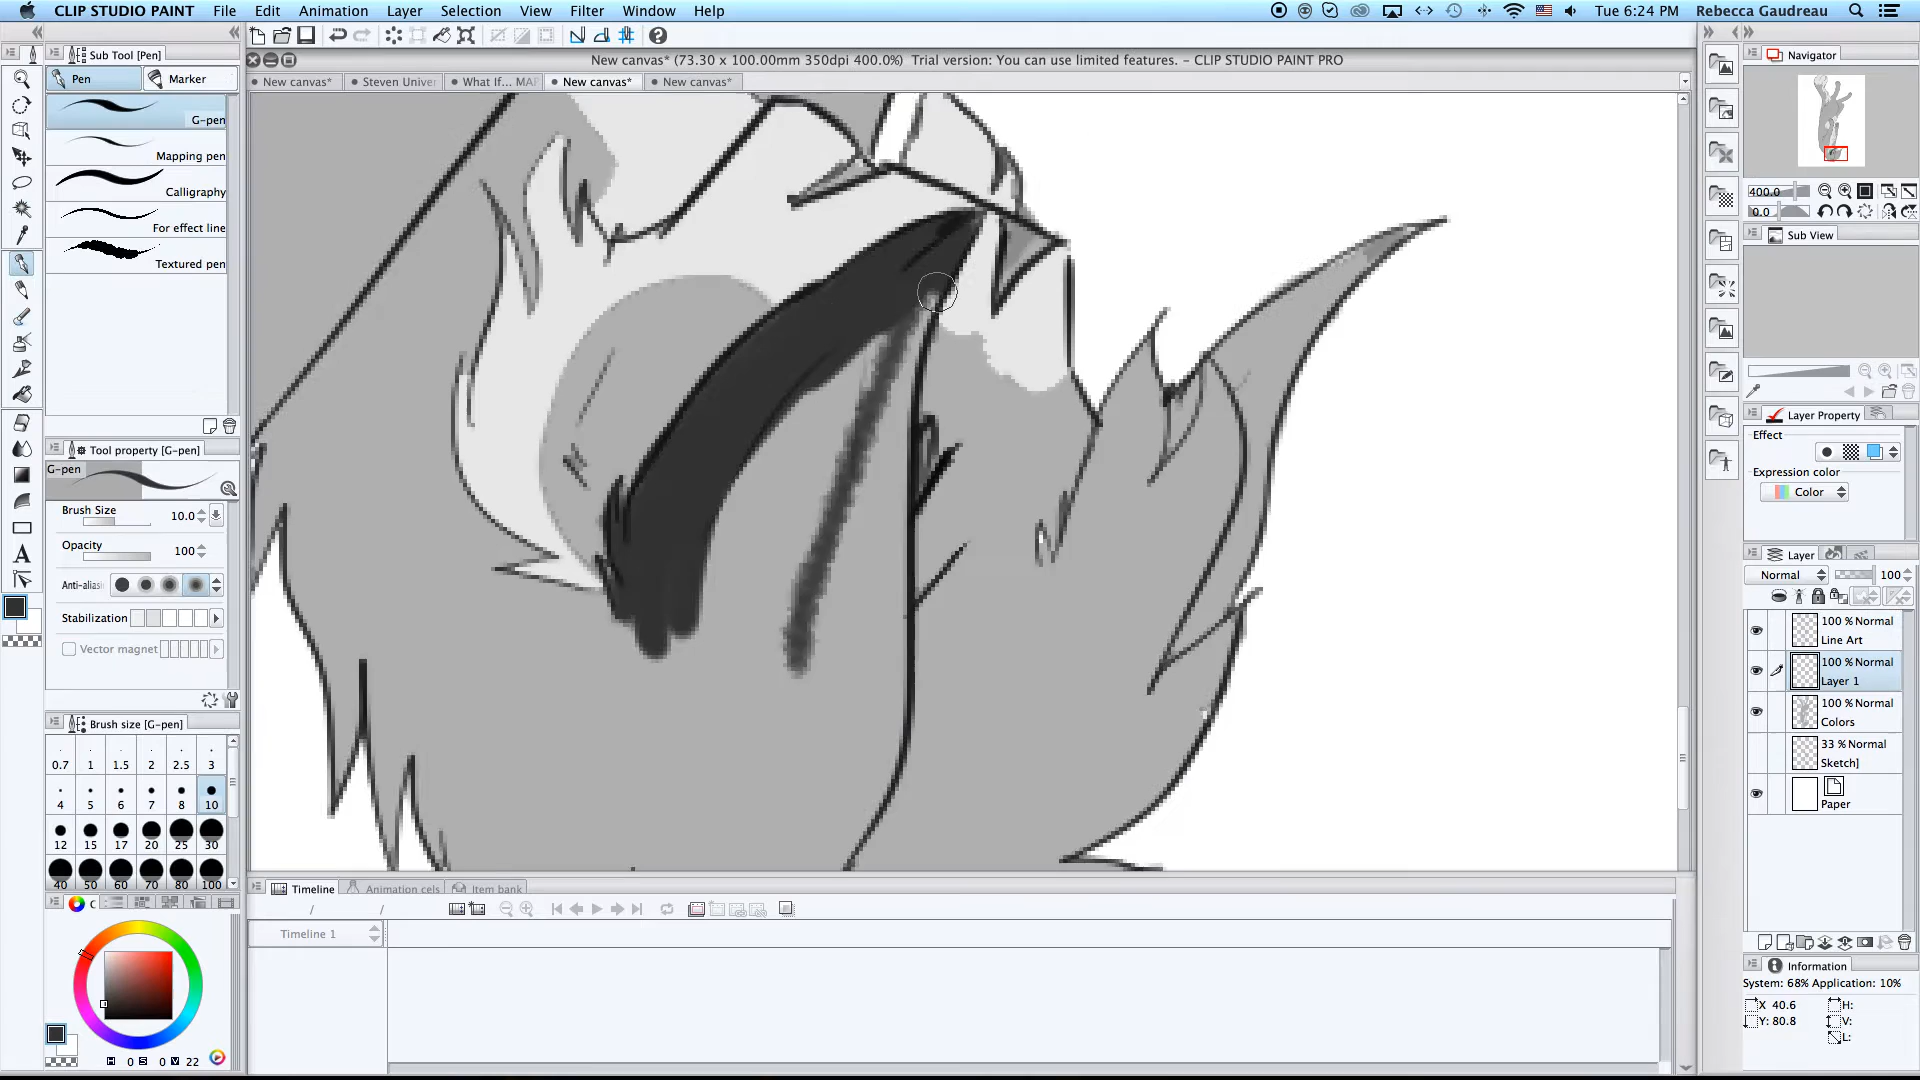 CLIP STUDIO PAINT File Edit Animation Layer Selection View Filter Window Help Tue 6:24 PM Rebecca Gaudreau
Sub Tool [Pen]
Pen Marker
G-pen
Mapping pen
Calligraphy
For effect line
Textured pen
Tool property [G-pen]
G-pen
Brush Size 10.0
Opacity 100
Anti-alias
Stabilization
Vector magnet
Brush size [G-pen]
0.7 1 1.5 2 2.5 3
4 5 6 7 8 10
12 15 17 20 25 30
40 50 60 70 80 100
C
H 0 S 0 V 22
New canvas* (73.30 x 100.00mm 350dpi 400.0%) Trial version: You can use limited features. - CLIP STUDIO PAINT PRO
New canvas* Steven Univer What If... MAP New canvas* New canvas*
Timeline Animation cels Item bank
/ /
Timeline 1
Navigator
400.0
0.0
Sub View
Layer Property
Effect
Expression color
Color
Layer
Normal 100
100 % Normal
Line Art
100 % Normal
Layer 1
100 % Normal
Colors
33 % Normal
Sketch]
Paper
Information
System: 68% Application: 10%
X 40.6 H:
Y: 80.8 V:
L: